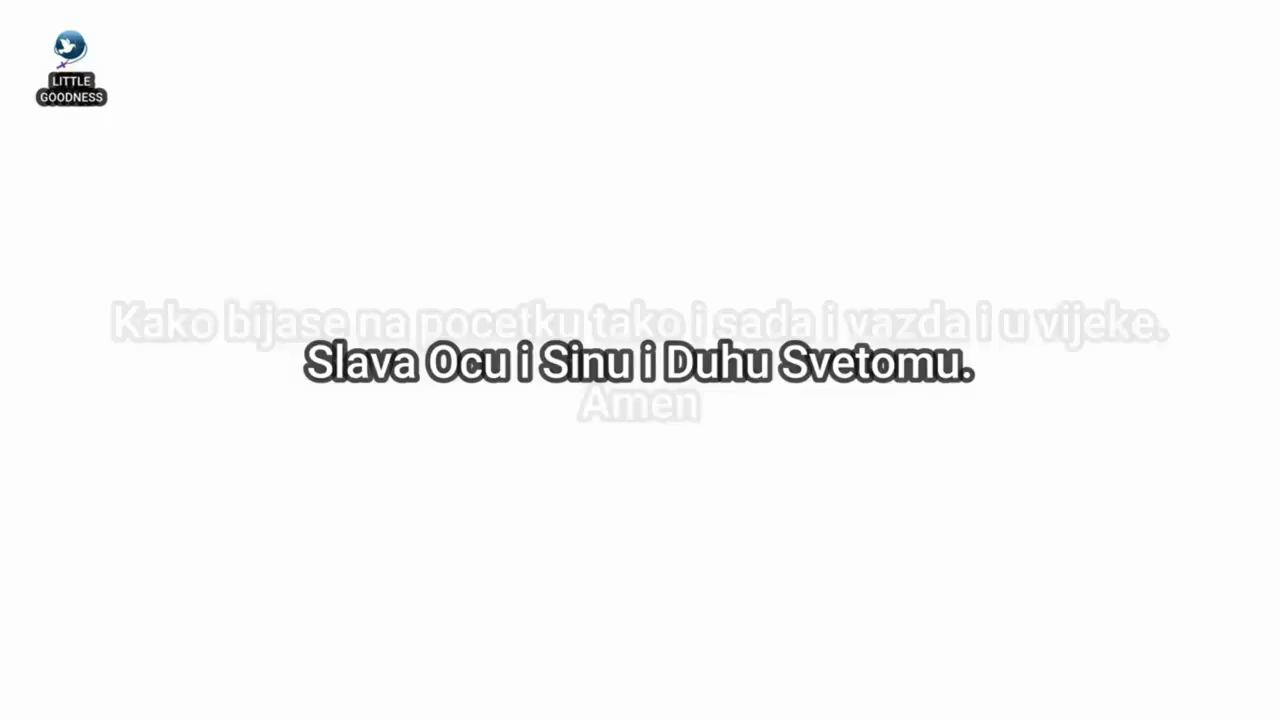 LITTLE
GOODNESS
Kako bijase na pocetku tako i sada i vazda i u vijeke.
Slava Ocu i Sinu i Duhu Svetomu.
Amen